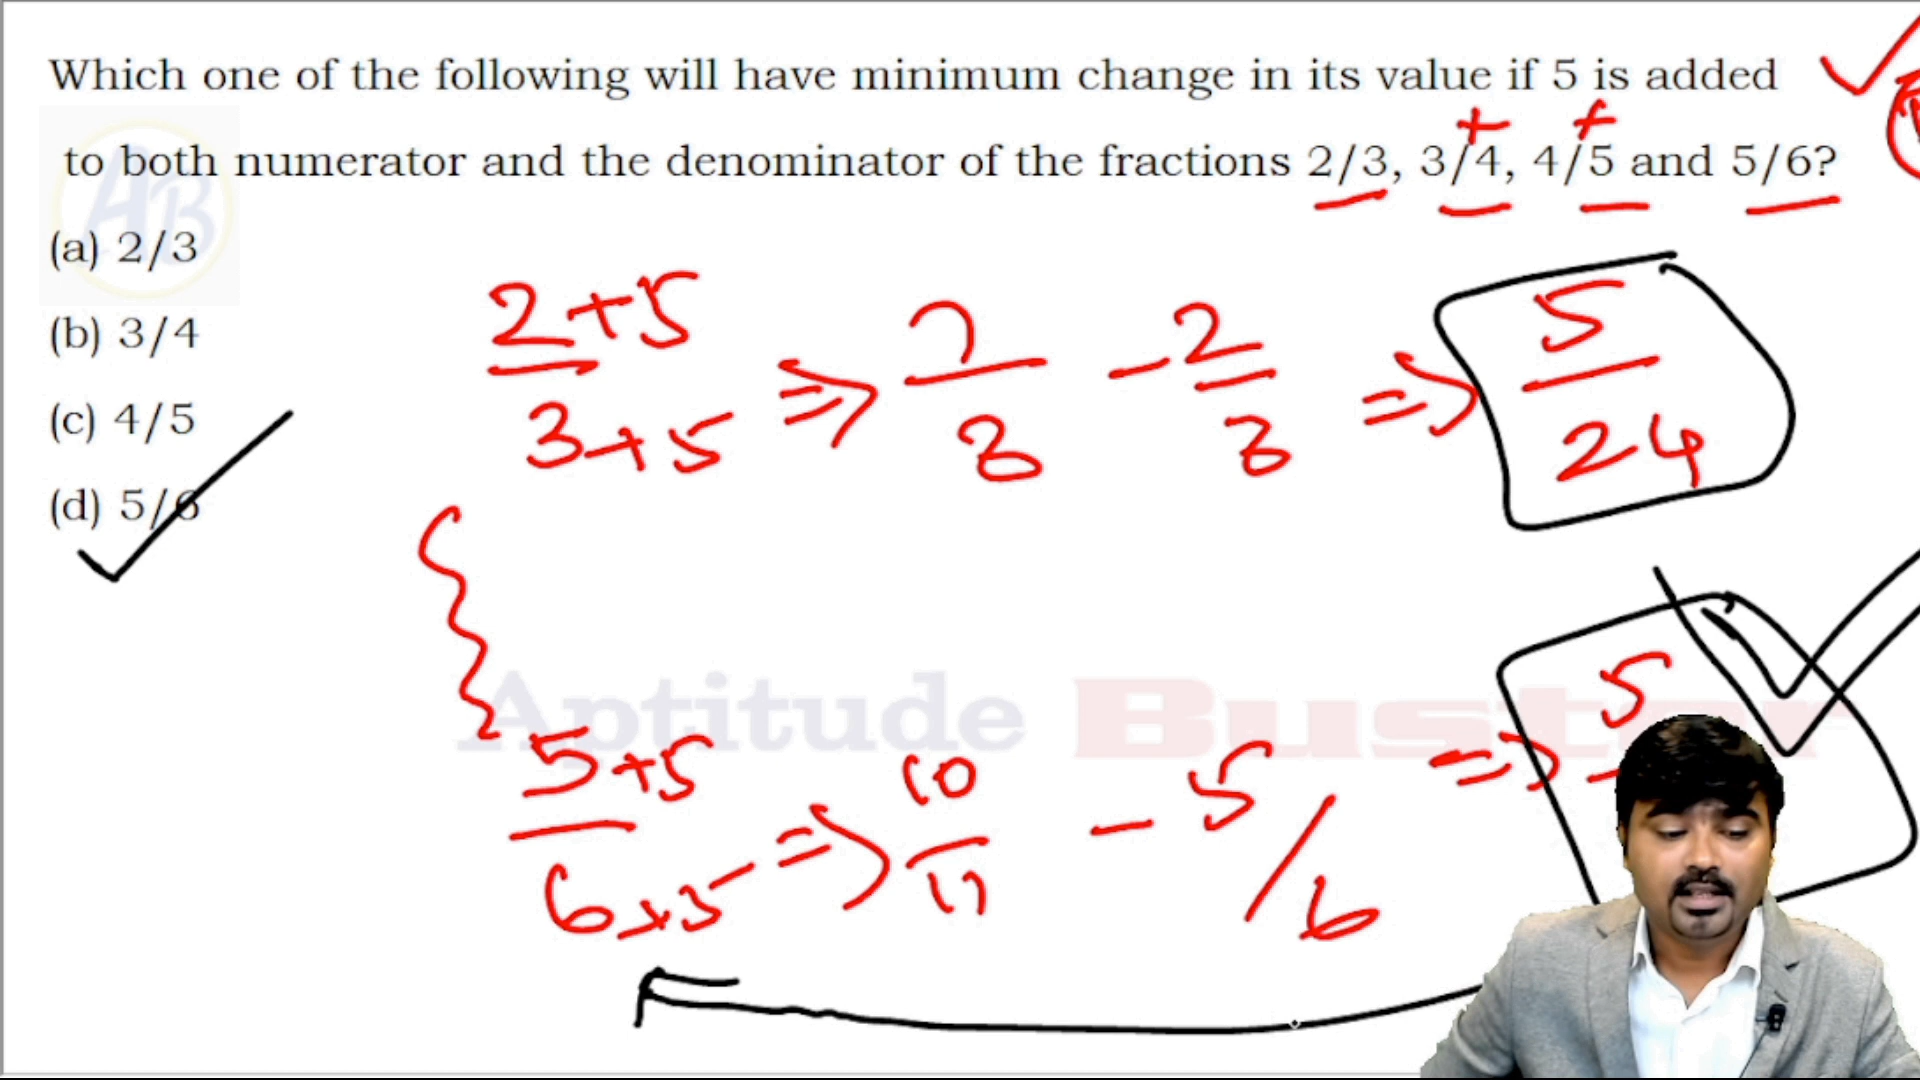 Which one of the following will have minimum change in its value if 5 is added
to both numerator and the denominator of the fractions 2/3, 3/4, 4/5 and 5/6?
AB
(a) 2/3
(b) 3/4
(c) 4/5
(d) 5/6
2+5
3+5
⇒ 7/8 - 2/3 ⇒ 5/24
Aptitude Buster
5+5
6+5
⇒ 10/11 - 5/6 ⇒ 5